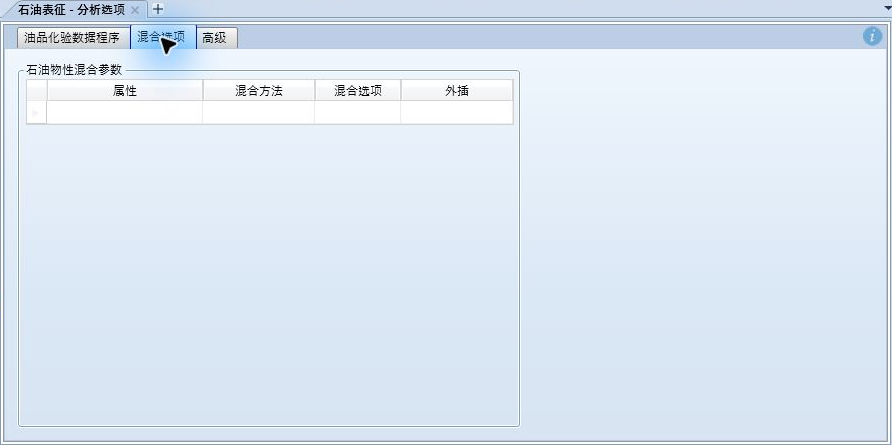 石油表征 - 分析选项
油品化验数据程序 混合选项 高级
石油物性混合参数
属性 混合方法 混合选项 外插